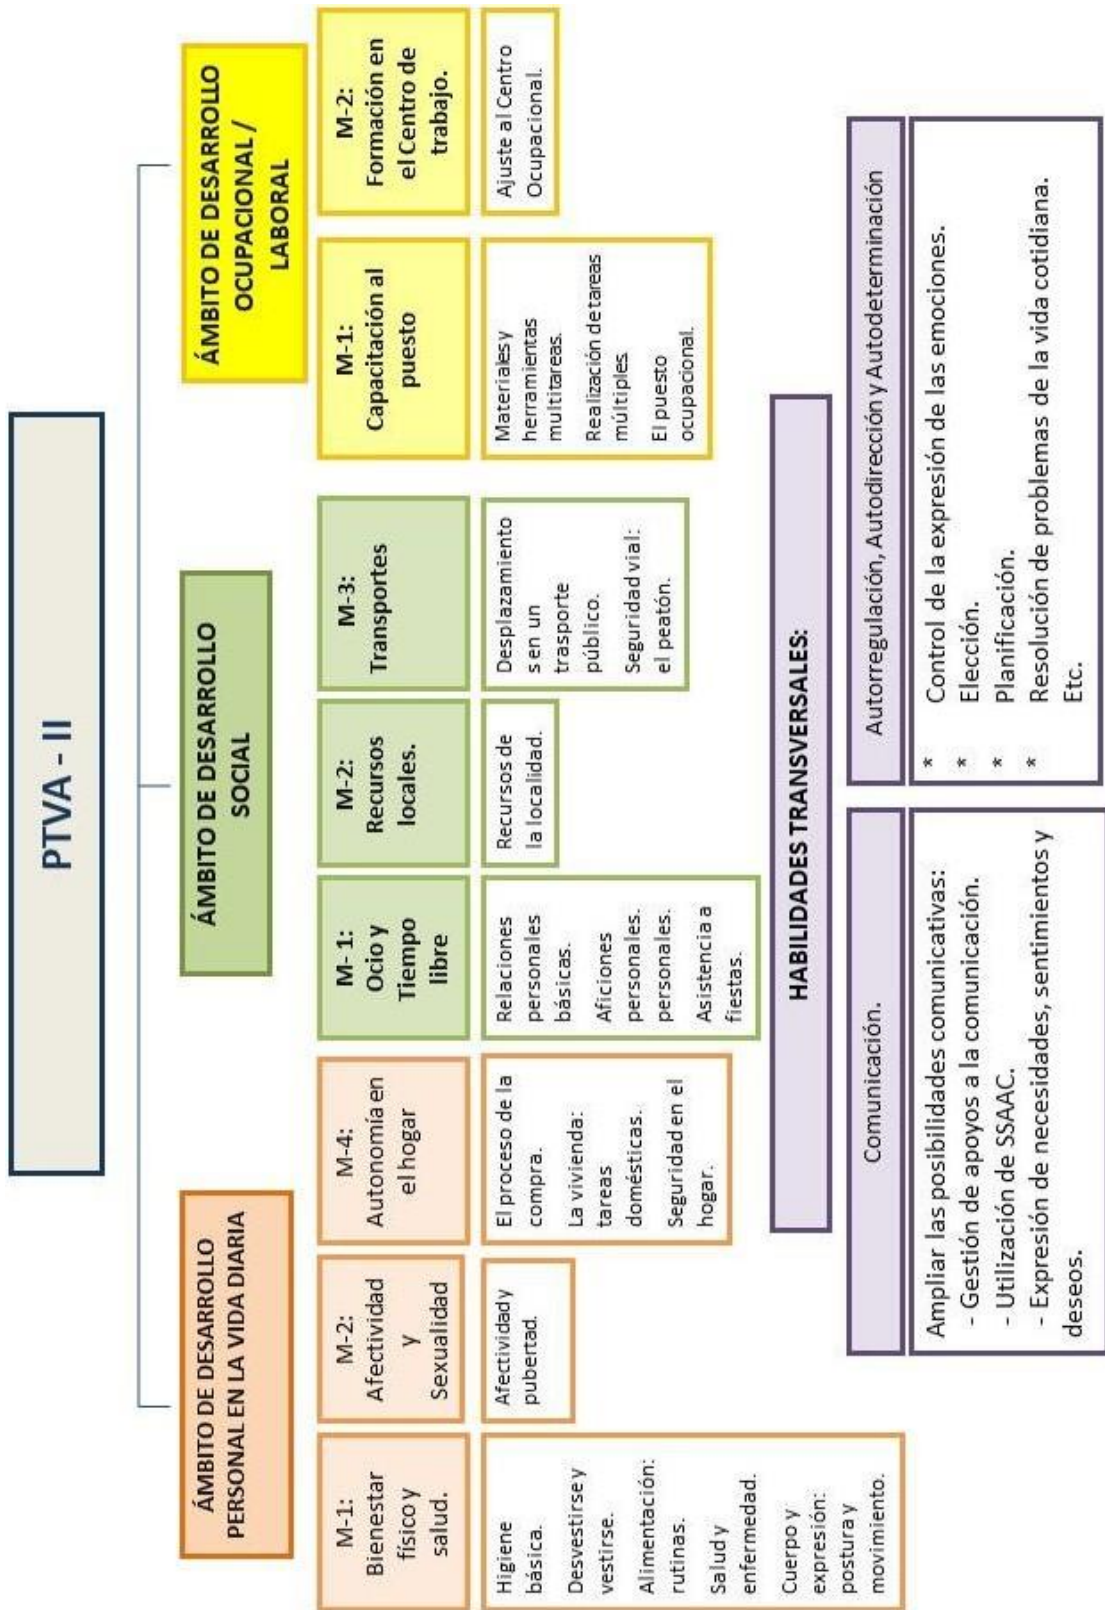 PTVA - II
ÁMBITO DE DESARROLLO
PERSONAL EN LA VIDA DIARIA
M-1:
Bienestar
físico y
salud.
Higiene
básica.
Desvestirse y
vestirse.
Alimentación:
rutinas.
Salud y
enfermedad.
Cuerpo y
expresión:
postura y
movimiento.
M-2:
Afectividad
y
Sexualidad
Afectividad y
pubertad.
M-4:
Autonomía en
el hogar
El proceso de la
compra.
La vivienda:
tareas
domésticas.
Seguridad en el
hogar.
ÁMBITO DE DESARROLLO
SOCIAL
M- 1:
Ocio y
Tiempo
libre
Relaciones
personales
básicas.
Aficiones
personales.
personales.
Asistencia a
fiestas.
M-2:
Recursos
locales.
Recursos de
la localidad.
M-3:
Transportes
Desplazamiento
s en un
trasporte
público.
Seguridad vial:
el peatón.
ÁMBITO DE DESARROLLO
OCUPACIONAL /
LABORAL
M-1:
Capacitación al
puesto
Materiales y
herramientas
multitareas.
Realización de tareas
múltiples.
El puesto
ocupacional.
M-2:
Formación en
el Centro de
trabajo.
Ajuste al Centro
Ocupacional.
HABILIDADES TRANSVERSALES:
Comunicación.
Ampliar las posibilidades comunicativas:
- Gestión de apoyos a la comunicación.
- Utilización de SSAAC.
- Expresión de necesidades, sentimientos y
deseos.
Autorregulación, Autodirección y Autodeterminación
* Control de la expresión de las emociones.
* Elección.
* Planificación.
* Resolución de problemas de la vida cotidiana.
Etc.